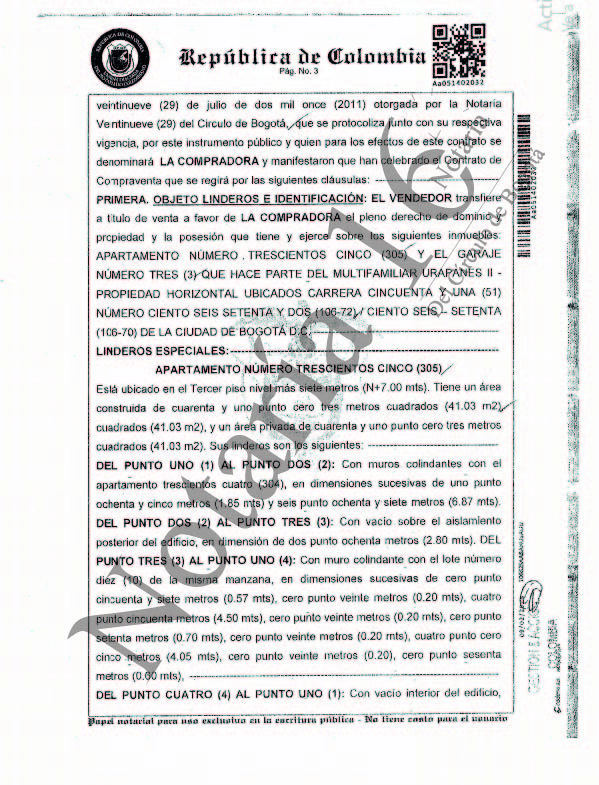 República de Colombia
Pág. No. 3
Aa051402032
veintinueve (29) de julio de dos mil once (2011) otorgada por la Notaría
Veintinueve (29) del Circulo de Bogotá, que se protocoliza junto con su respectiva
vigencia, por este instrumento público y quien para los efectos de este contrato se
denominará LA COMPRADORA y manifestaron que han celebrado el Contrato de
Compraventa que se regirá por las siguientes cláusulas:
PRIMERA. OBJETO LINDEROS E IDENTIFICACIÓN: EL VENDEDOR transfiere
a titulo de venta a favor de LA COMPRADORA el pleno derecho de dominio y
propiedad y la posesión que tiene y ejerce sobre los siguientes inmuebles:
APARTAMENTO NÚMERO . TRESCIENTOS CINCO (305) Y EL GARAJE
NÚMERO TRES (3) QUE HACE PARTE DEL MULTIFAMILIAR URAPANES II -
PROPIEDAD HORIZONTAL UBICADOS CARRERA CINCUENTA Y UNA (51)
NÚMERO CIENTO SEIS SETENTA Y DOS (106-72) / CIENTO SEIS – SETENTA
(106-70) DE LA CIUDAD DE BOGOTÁ D.C.
LINDEROS ESPECIALES:
APARTAMENTO NÚMERO TRESCIENTOS CINCO (305)
Está ubicado en el Tercer piso nivel más siete metros (N+7.00 mts). Tiene un área
construida de cuarenta y uno punto cero tres metros cuadrados (41.03 m2)
cuadrados (41.03 m2), y un área privada de cuarenta y uno punto cero tres metros
cuadrados (41.03 m2). Sus linderos son los siguientes:
DEL PUNTO UNO (1) AL PUNTO DOS (2): Con muros colindantes con el
apartamento trescientos cuatro (304), en dimensiones sucesivas de uno punto
ochenta y cinco metros (1.85 mts) y seis punto ochenta y siete metros (6.87 mts).
DEL PUNTO DOS (2) AL PUNTO TRES (3): Con vacío sobre el aislamiento
posterior del edificio, en dimensión de dos punto ochenta metros (2.80 mts). DEL
PUNTO TRES (3) AL PUNTO UNO (4): Con muro colindante con el lote número
diez (10) de la misma manzana, en dimensiones sucesivas de cero punto
cincuenta y siete metros (0.57 mts), cero punto veinte metros (0.20 mts), cuatro
punto cincuenta metros (4.50 mts), cero punto veinte metros (0.20 mts), cero punto
setenta metros (0.70 mts), cero punto veinte metros (0.20 mts), cuatro punto cero
cinco metros (4.05 mts), cero punto veinte metros (0.20), cero punto sesenta
metros (0.60 mts),
DEL PUNTO CUATRO (4) AL PUNTO UNO (1): Con vacio interior del edificio,
Papel notarial para uso exclusivo en la escritura pública - No tiene costo para el usuario
Notaría 16
Notaría
Del Círculo de Bogotá
Aa051402032
COLOMBIA